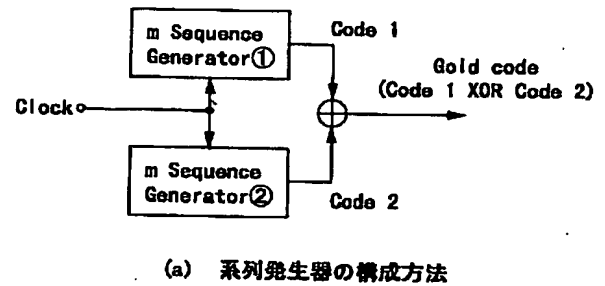 m Sequence
Generator①
Code 1
Gold code
(Code 1 XOR Code 2)
Clock
m Sequence
Generator②
Code 2
(a) 系列発生器の構成方法